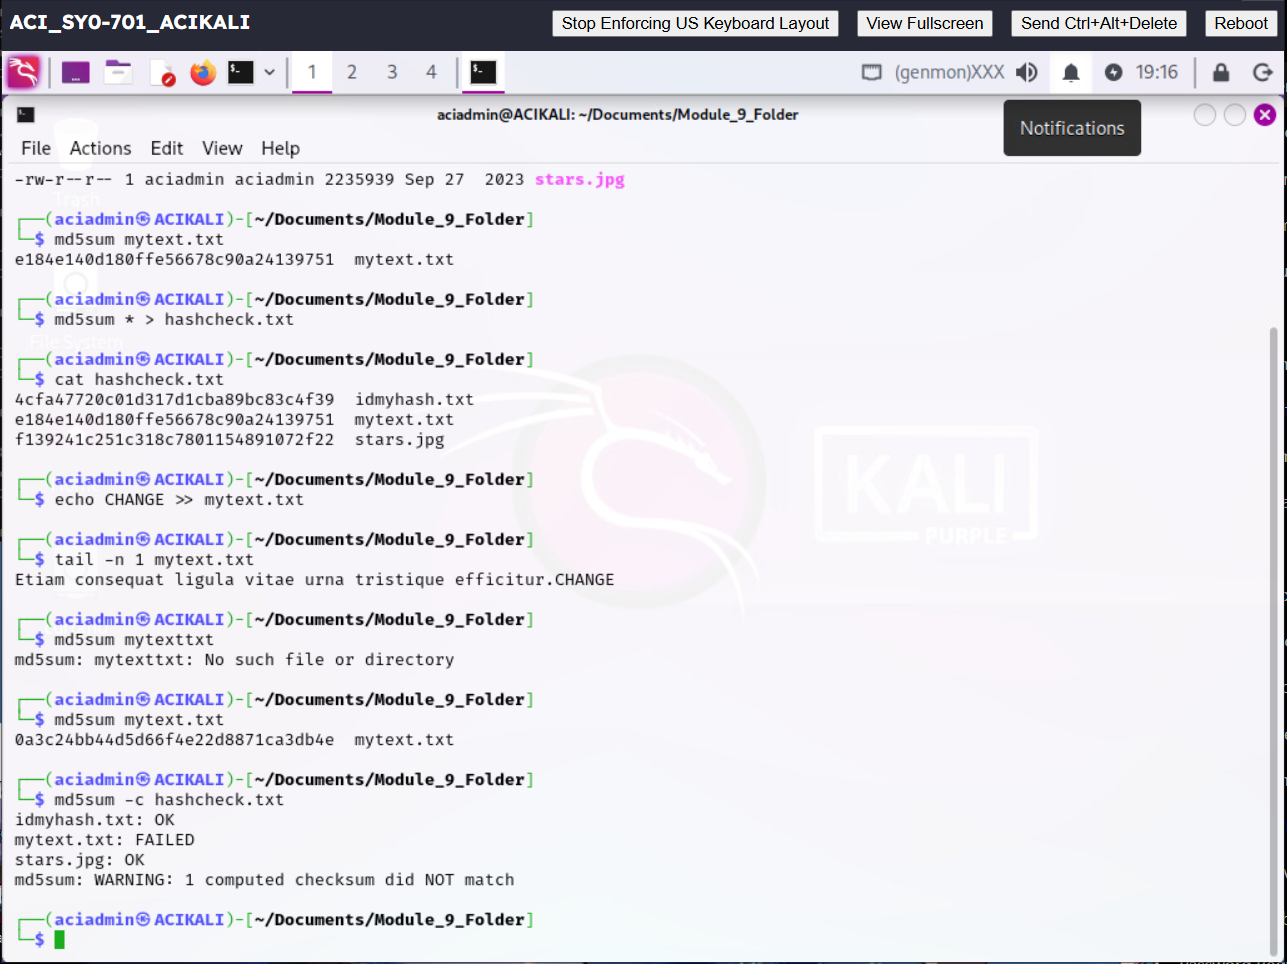 ACI_SY0-701_ACIKALI
Stop Enforcing US Keyboard Layout
View Fullscreen
Send Ctrl+Alt+Delete
Reboot
1 2 3 4
(genmon)XXX
19:16
aciadmin@ACIKALI: ~/Documents/Module_9_Folder
Notifications
File Actions Edit View Help
-rw-r--r-- 1 aciadmin aciadmin 2235939 Sep 27  2023 stars.jpg
Trash
┌──(aciadmin㉿ACIKALI)-[~/Documents/Module_9_Folder]
└─$ md5sum mytext.txt
e184e140d180ffe56678c90a24139751  mytext.txt
┌──(aciadmin㉿ACIKALI)-[~/Documents/Module_9_Folder]
└─$ md5sum * > hashcheck.txt
File System
┌──(aciadmin㉿ACIKALI)-[~/Documents/Module_9_Folder]
└─$ cat hashcheck.txt
4cfa47720c01d317d1cba89bc83c4f39  idmyhash.txt
e184e140d180ffe56678c90a24139751  mytext.txt
f139241c251c318c7801154891072f22  stars.jpg
┌──(aciadmin㉿ACIKALI)-[~/Documents/Module_9_Folder]
└─$ echo CHANGE >> mytext.txt
KALI
PURPLE
┌──(aciadmin㉿ACIKALI)-[~/Documents/Module_9_Folder]
└─$ tail -n 1 mytext.txt
Etiam consequat ligula vitae urna tristique efficitur.CHANGE
┌──(aciadmin㉿ACIKALI)-[~/Documents/Module_9_Folder]
└─$ md5sum mytexttxt
md5sum: mytexttxt: No such file or directory
┌──(aciadmin㉿ACIKALI)-[~/Documents/Module_9_Folder]
└─$ md5sum mytext.txt
0a3c24bb44d5d66f4e22d8871ca3db4e  mytext.txt
┌──(aciadmin㉿ACIKALI)-[~/Documents/Module_9_Folder]
└─$ md5sum -c hashcheck.txt
idmyhash.txt: OK
mytext.txt: FAILED
stars.jpg: OK
md5sum: WARNING: 1 computed checksum did NOT match
┌──(aciadmin㉿ACIKALI)-[~/Documents/Module_9_Folder]
└─$